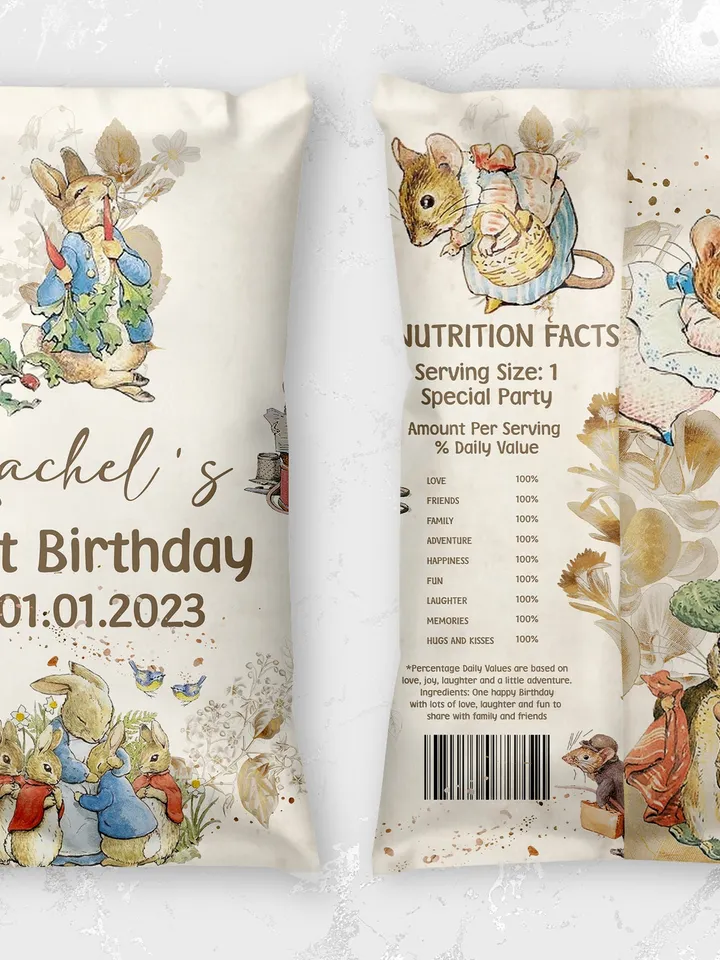 achel's
t Birthday
01.01.2023
NUTRITION FACTS
Serving Size: 1
Special Party
Amount Per Serving
% Daily Value
LOVE 100%
FRIENDS 100%
FAMILY 100%
ADVENTURE 100%
HAPPINESS 100%
FUN 100%
LAUGHTER 100%
MEMORIES 100%
HUGS AND KISSES 100%
*Percentage Daily Values are based on
love, joy, laughter and a little adventure.
Ingredients: One happy Birthday
with lots of love, laughter and fun to
share with family and friends